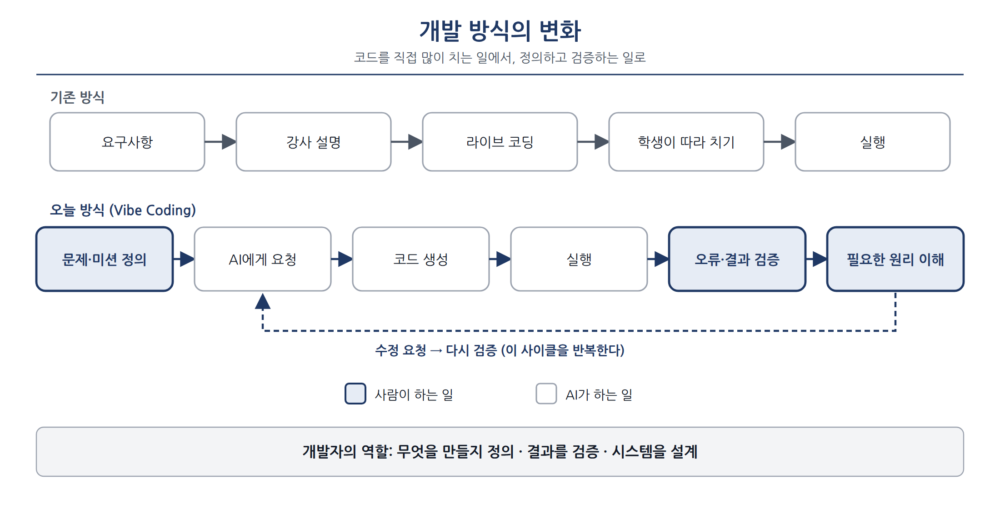 개발 방식의 변화
코드를 직접 많이 치는 일에서, 정의하고 검증하는 일로
기존 방식
요구사항
강사 설명
라이브 코딩
학생이 따라 치기
실행
오늘 방식 (Vibe Coding)
문제·미션 정의
AI에게 요청
코드 생성
실행
오류·결과 검증
필요한 원리 이해
수정 요청 → 다시 검증 (이 사이클을 반복한다)
사람이 하는 일
AI가 하는 일
개발자의 역할: 무엇을 만들지 정의 · 결과를 검증 · 시스템을 설계